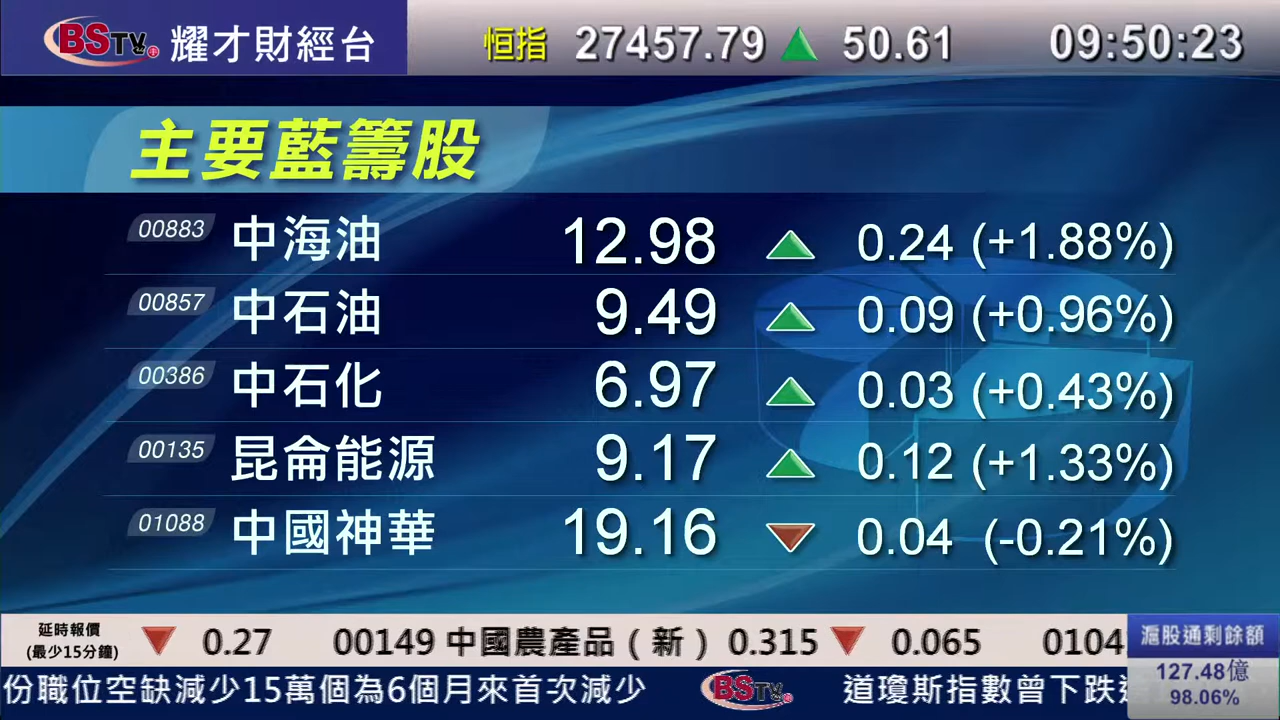 BSTV 耀才財經台 恒指 27457.79 ▲ 50.61 09:50:23
主要藍籌股
00883 中海油 12.98 ▲ 0.24 (+1.88%)
00857 中石油 9.49 ▲ 0.09 (+0.96%)
00386 中石化 6.97 ▲ 0.03 (+0.43%)
00135 昆侖能源 9.17 ▲ 0.12 (+1.33%)
01088 中國神華 19.16 ▼ 0.04 (-0.21%)
延時報價
(最少15分鐘)
▼ 0.27 00149 中國農產品（新）0.315 ▼ 0.065 0104
滬股通剩餘額
127.48億
98.06%
份職位空缺減少15萬個為6個月來首次減少 BSTV 道瓊斯指數曾下跌